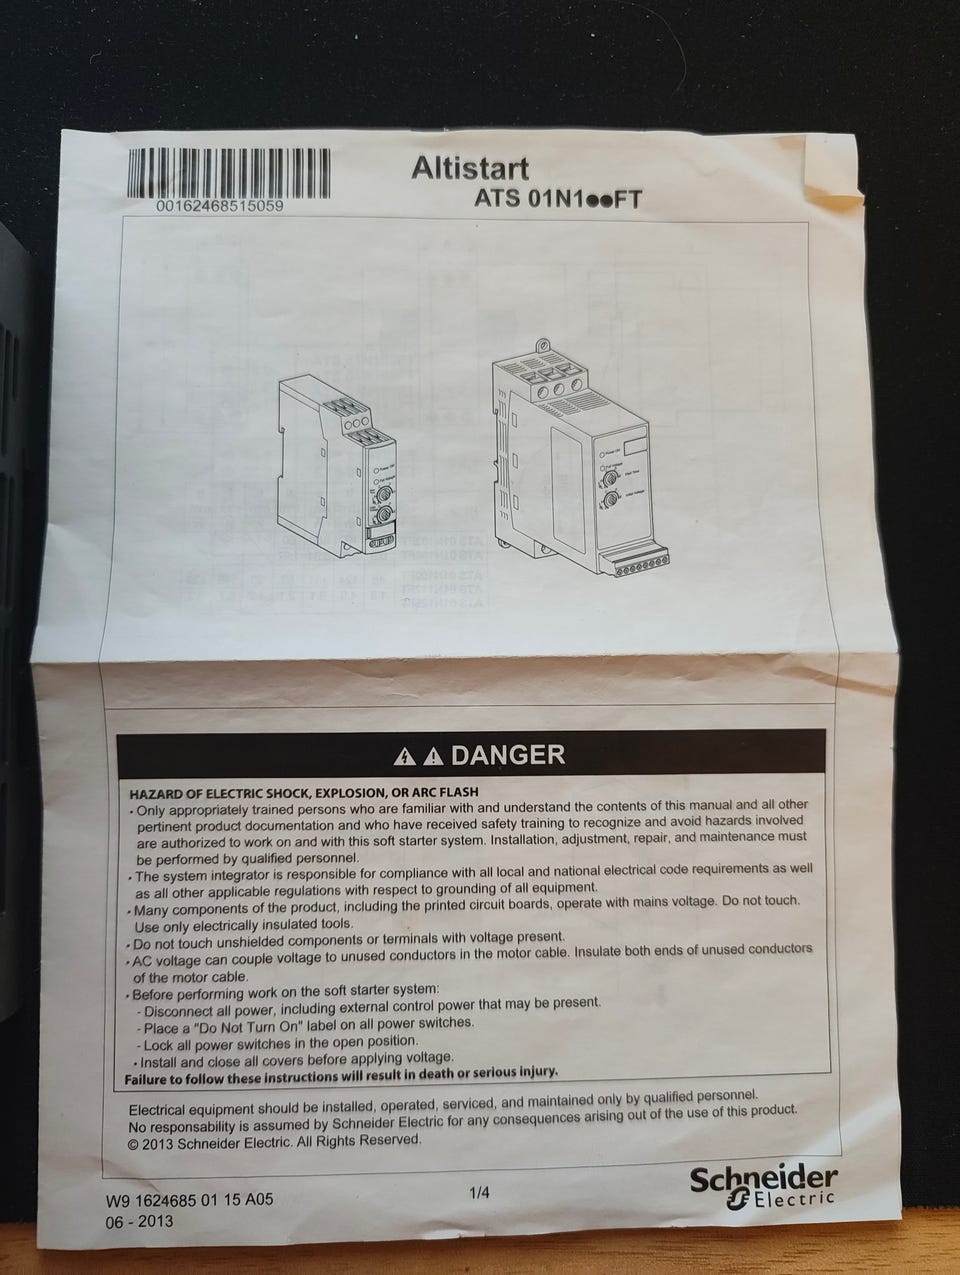 00162468515059
Altistart
ATS 01N1●●FT
Power ON
Full Voltage
Start Time
Initial Voltage
DANGER
HAZARD OF ELECTRIC SHOCK, EXPLOSION, OR ARC FLASH
• Only appropriately trained persons who are familiar with and understand the contents of this manual and all other
pertinent product documentation and who have received safety training to recognize and avoid hazards involved
are authorized to work on and with this soft starter system. Installation, adjustment, repair, and maintenance must
be performed by qualified personnel.
• The system integrator is responsible for compliance with all local and national electrical code requirements as well
as all other applicable regulations with respect to grounding of all equipment.
• Many components of the product, including the printed circuit boards, operate with mains voltage. Do not touch.
Use only electrically insulated tools.
• Do not touch unshielded components or terminals with voltage present.
• AC voltage can couple voltage to unused conductors in the motor cable. Insulate both ends of unused conductors
of the motor cable.
• Before performing work on the soft starter system:
- Disconnect all power, including external control power that may be present.
- Place a "Do Not Turn On" label on all power switches.
- Lock all power switches in the open position.
• Install and close all covers before applying voltage.
Failure to follow these instructions will result in death or serious injury.
Electrical equipment should be installed, operated, serviced, and maintained only by qualified personnel.
No responsability is assumed by Schneider Electric for any consequences arising out of the use of this product.
© 2013 Schneider Electric. All Rights Reserved.
W9 1624685 01 15 A05
06 - 2013
1/4
Schneider
Electric